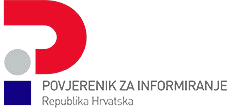 POVJERENIK ZA INFORMIRANJE
Republika Hrvatska